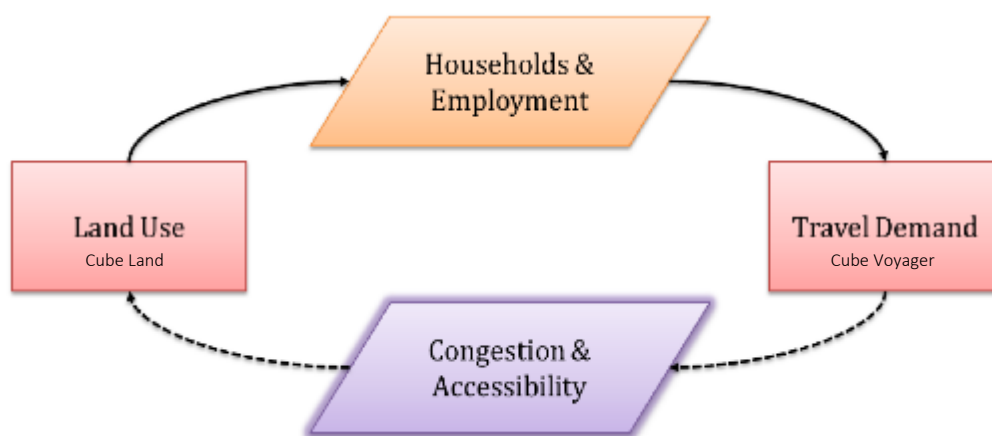 Households &
Employment
Land Use
Cube Land
Travel Demand
Cube Voyager
Congestion &
Accessibility